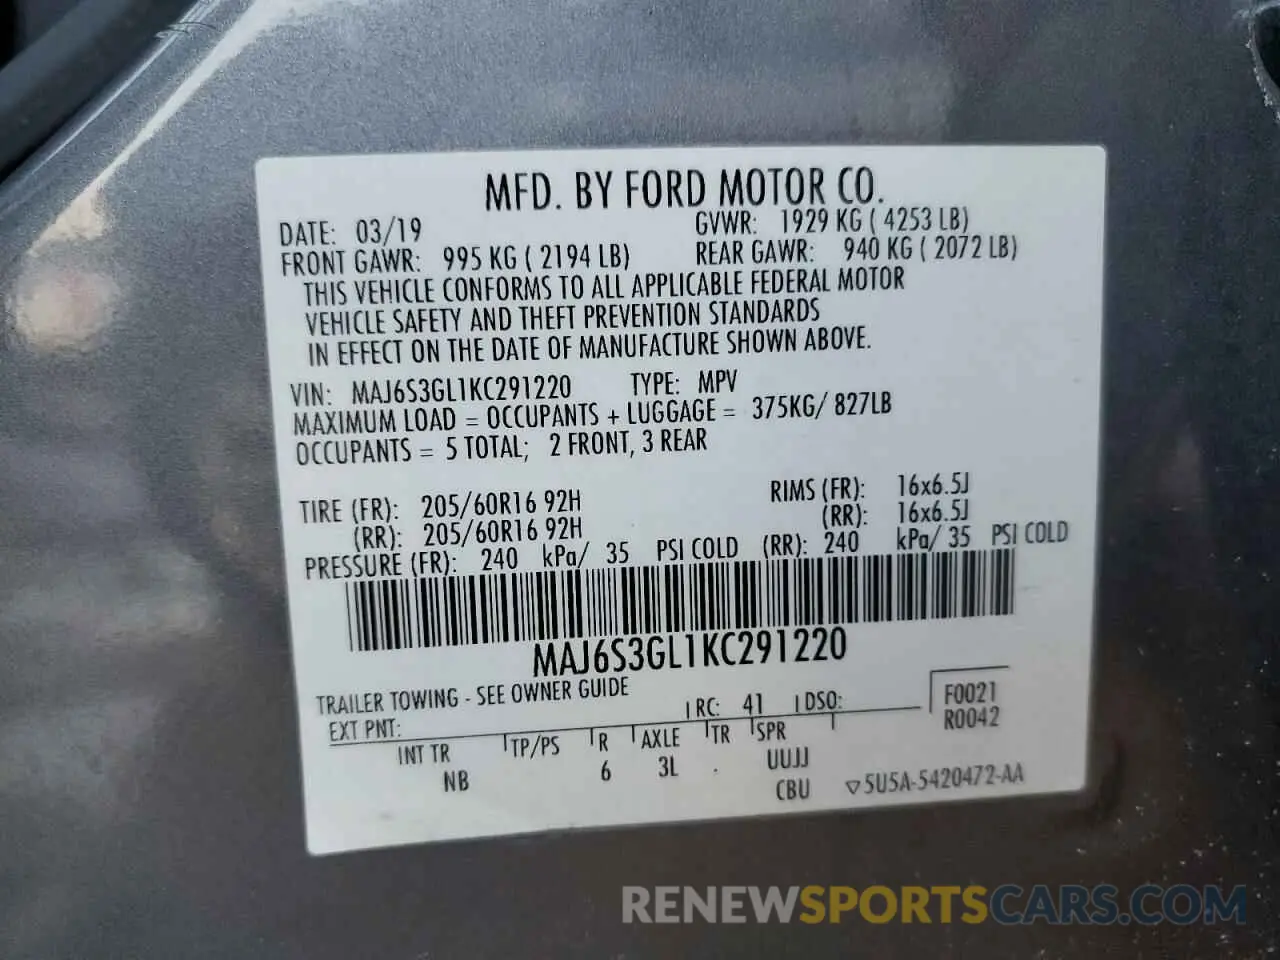 MFD. BY FORD MOTOR CO.
DATE: 03/19 GVWR: 1929 KG ( 4253 LB)
FRONT GAWR: 995 KG ( 2194 LB) REAR GAWR: 940 KG ( 2072 LB)
THIS VEHICLE CONFORMS TO ALL APPLICABLE FEDERAL MOTOR
VEHICLE SAFETY AND THEFT PREVENTION STANDARDS
IN EFFECT ON THE DATE OF MANUFACTURE SHOWN ABOVE.
VIN: MAJ6S3GL1KC291220 TYPE: MPV
MAXIMUM LOAD = OCCUPANTS + LUGGAGE = 375KG/ 827LB
OCCUPANTS = 5 TOTAL; 2 FRONT, 3 REAR
TIRE (FR): 205/60R16 92H RIMS (FR): 16x6.5J
(RR): 205/60R16 92H (RR): 16x6.5J
PRESSURE (FR): 240 kPa/ 35 PSI COLD (RR): 240 kPa/ 35 PSI COLD
MAJ6S3GL1KC291220
TRAILER TOWING - SEE OWNER GUIDE
EXT PNT: RC: 41 DSO: F0021
R0042
INT TR TP/PS R AXLE TR SPR
NB 6 3L . UUJJ
CBU ▽5U5A-5420472-AA
RENEWSPORTSCARS.COM